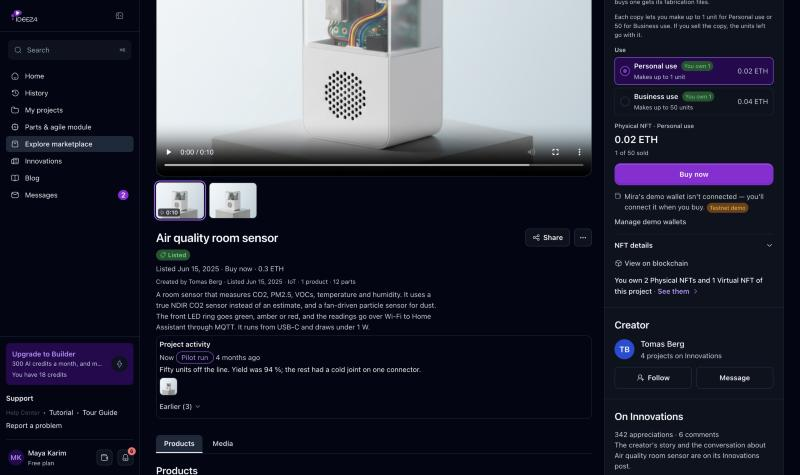 IDEEZA
Search
Home
History
My projects
Parts & agile module
Explore marketplace
Innovations
Blog
Messages
2
Upgrade to Builder
300 AI credits a month, and m...
You have 18 credits
Support
Help Center • Tutorial • Tour Guide
Report a problem
MK
Maya Karim
Free plan
0:00 / 0:10
0:10
Air quality room sensor
Share
Listed
Listed Jun 15, 2025 · Buy now · 0.3 ETH
Created by Tomas Berg · Listed Jun 15, 2025 · IoT · 1 product · 12 parts
A room sensor that measures CO2, PM2.5, VOCs, temperature and humidity. It uses a
true NDIR CO2 sensor instead of an estimate, and a fan-driven particle sensor for dust.
The front LED ring goes green, amber or red, and the readings go over Wi-Fi to Home
Assistant through MQTT. It runs from USB-C and draws under 1 W.
Project activity
Now Pilot run 4 months ago
Fifty units off the line. Yield was 94 %; the rest had a cold joint on one connector.
Earlier (3)
Products
Media
Products
buys one gets its fabrication files.
Each copy lets you make up to 1 unit for Personal use or
50 for Business use. If you sell the copy, the units left
go with it.
Use
Personal use You own 1
Makes up to 1 unit
0.02 ETH
Business use You own 1
Makes up to 50 units
0.04 ETH
Physical NFT · Personal use
0.02 ETH
1 of 50 sold
Buy now
Mira's demo wallet isn't connected — you'll
connect it when you buy. Testnet demo
Manage demo wallets
NFT details
View on blockchain
You own 2 Physical NFTs and 1 Virtual NFT of
this project · See them
Creator
TB
Tomas Berg
4 projects on Innovations
Follow
Message
On Innovations
342 appreciations · 6 comments
The creator's story and the conversation about
Air quality room sensor are on its Innovations
post.